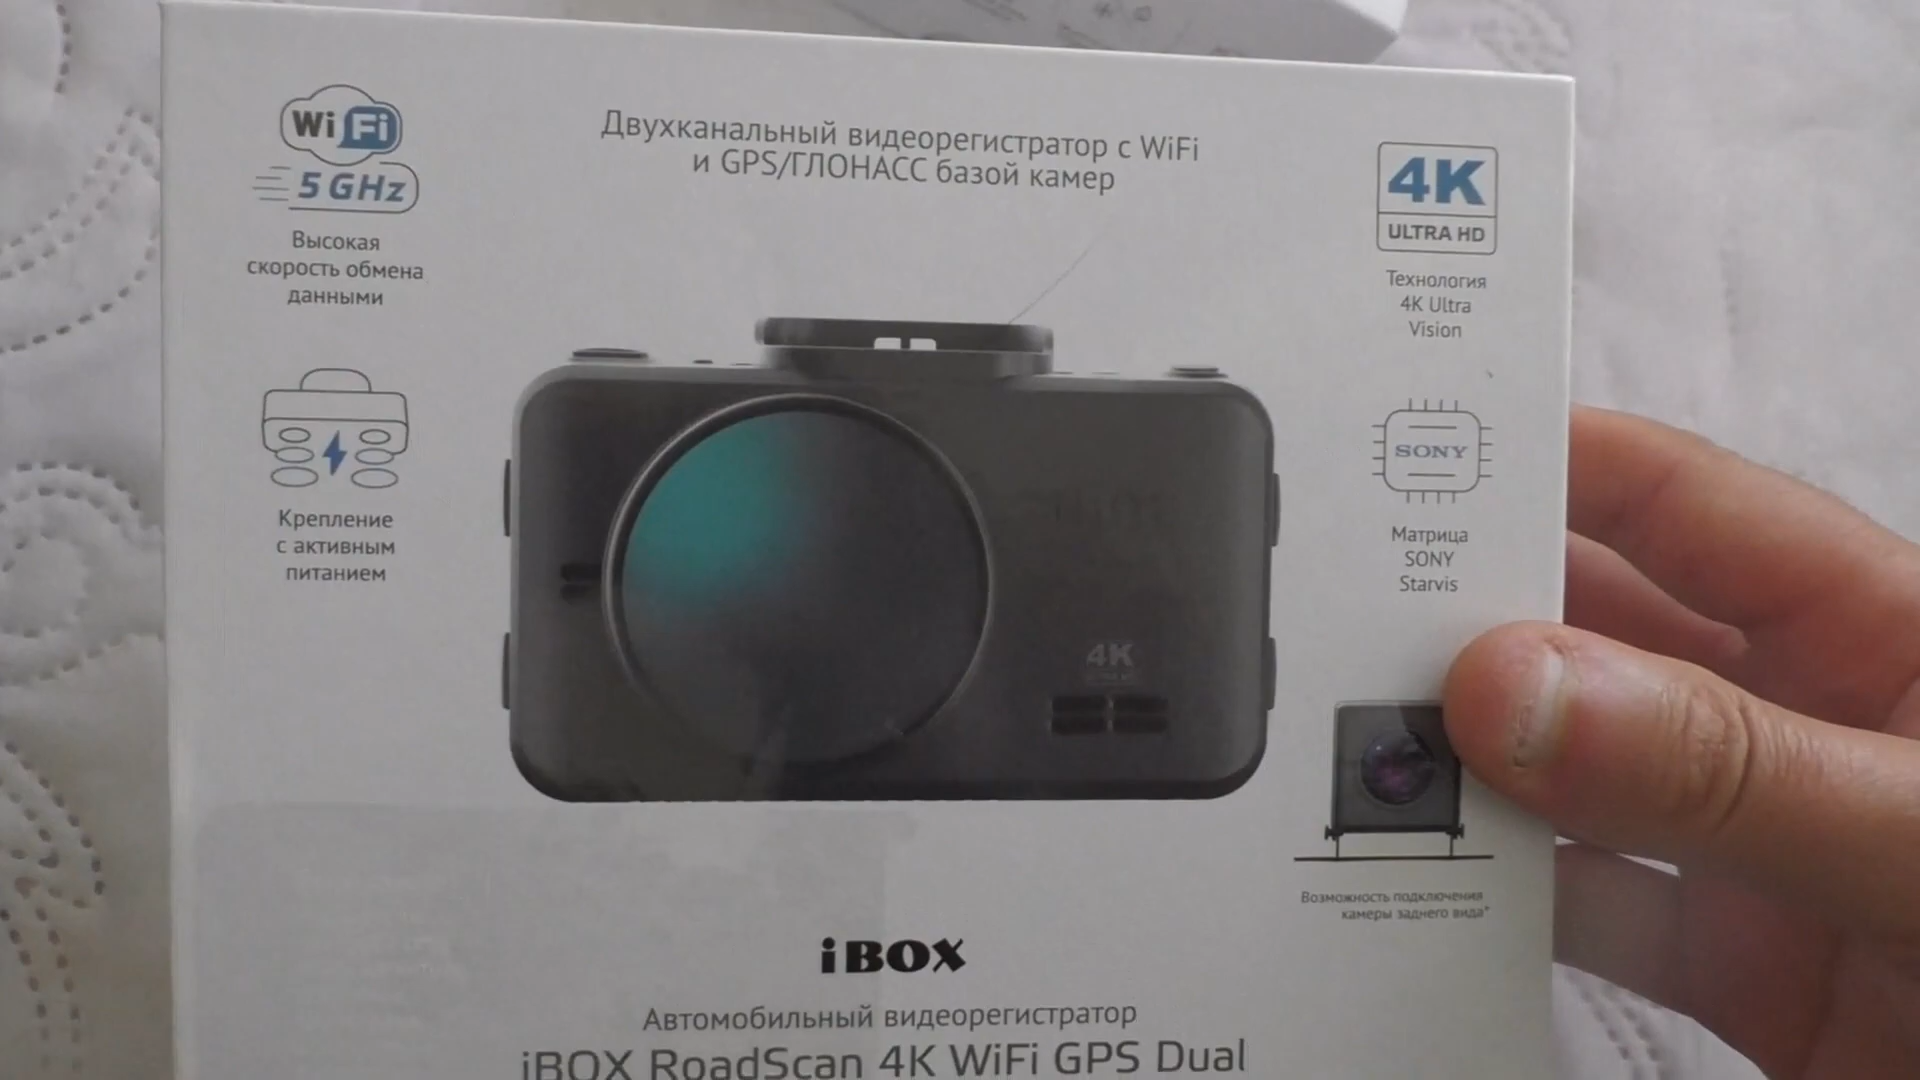 Двухканальный видеорегистратор с WiFi
и GPS/ГЛОНАСС базой камер
WiFi
5 GHz
Высокая
скорость обмена
данными
Крепление
с активным
питанием
4K
ULTRA HD
Технология
4K Ultra
Vision
SONY
Матрица
SONY
Starvis
4K
Возможность подключения
камеры заднего вида*
iBOX
Автомобильный видеорегистратор
iBOX RoadScan 4K WiFi GPS Dual